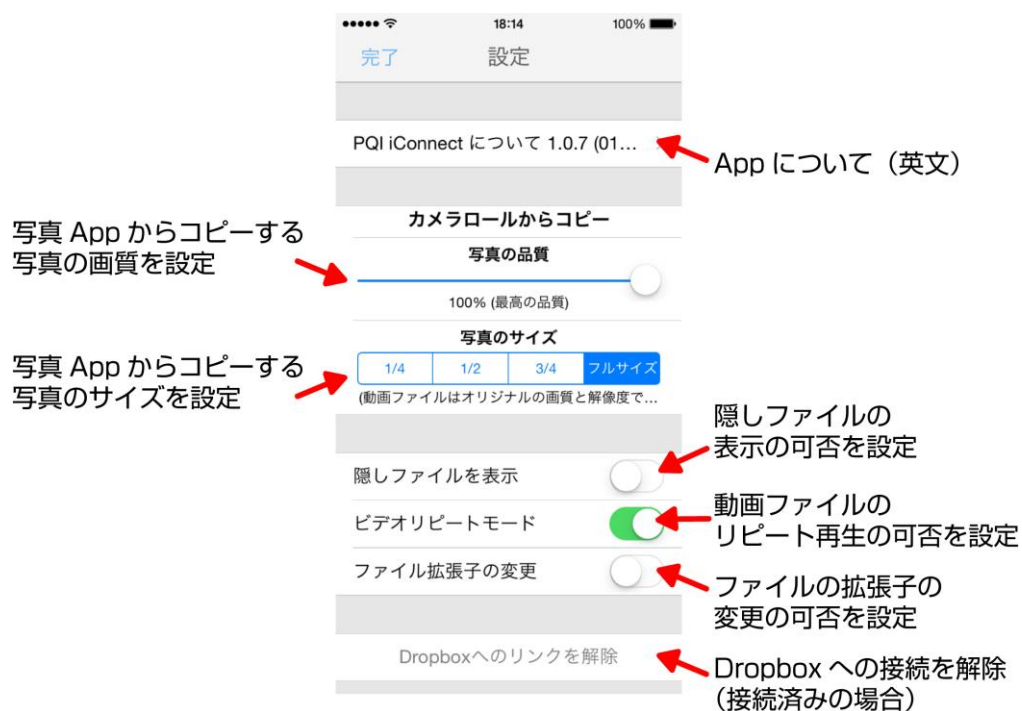 18:14
100%
完了
設定
PQI iConnect について 1.0.7 (01...
App について（英文）
カメラロールからコピー
写真 App からコピーする
写真の画質を設定
写真の品質
100% (最高の品質)
写真のサイズ
写真 App からコピーする
写真のサイズを設定
1/4 1/2 3/4 フルサイズ
(動画ファイルはオリジナルの画質と解像度で...
隠しファイルの
表示の可否を設定
隠しファイルを表示
動画ファイルの
リピート再生の可否を設定
ビデオリピートモード
ファイル拡張子の変更
ファイルの拡張子の
変更の可否を設定
Dropboxへのリンクを解除
Dropbox への接続を解除
（接続済みの場合）